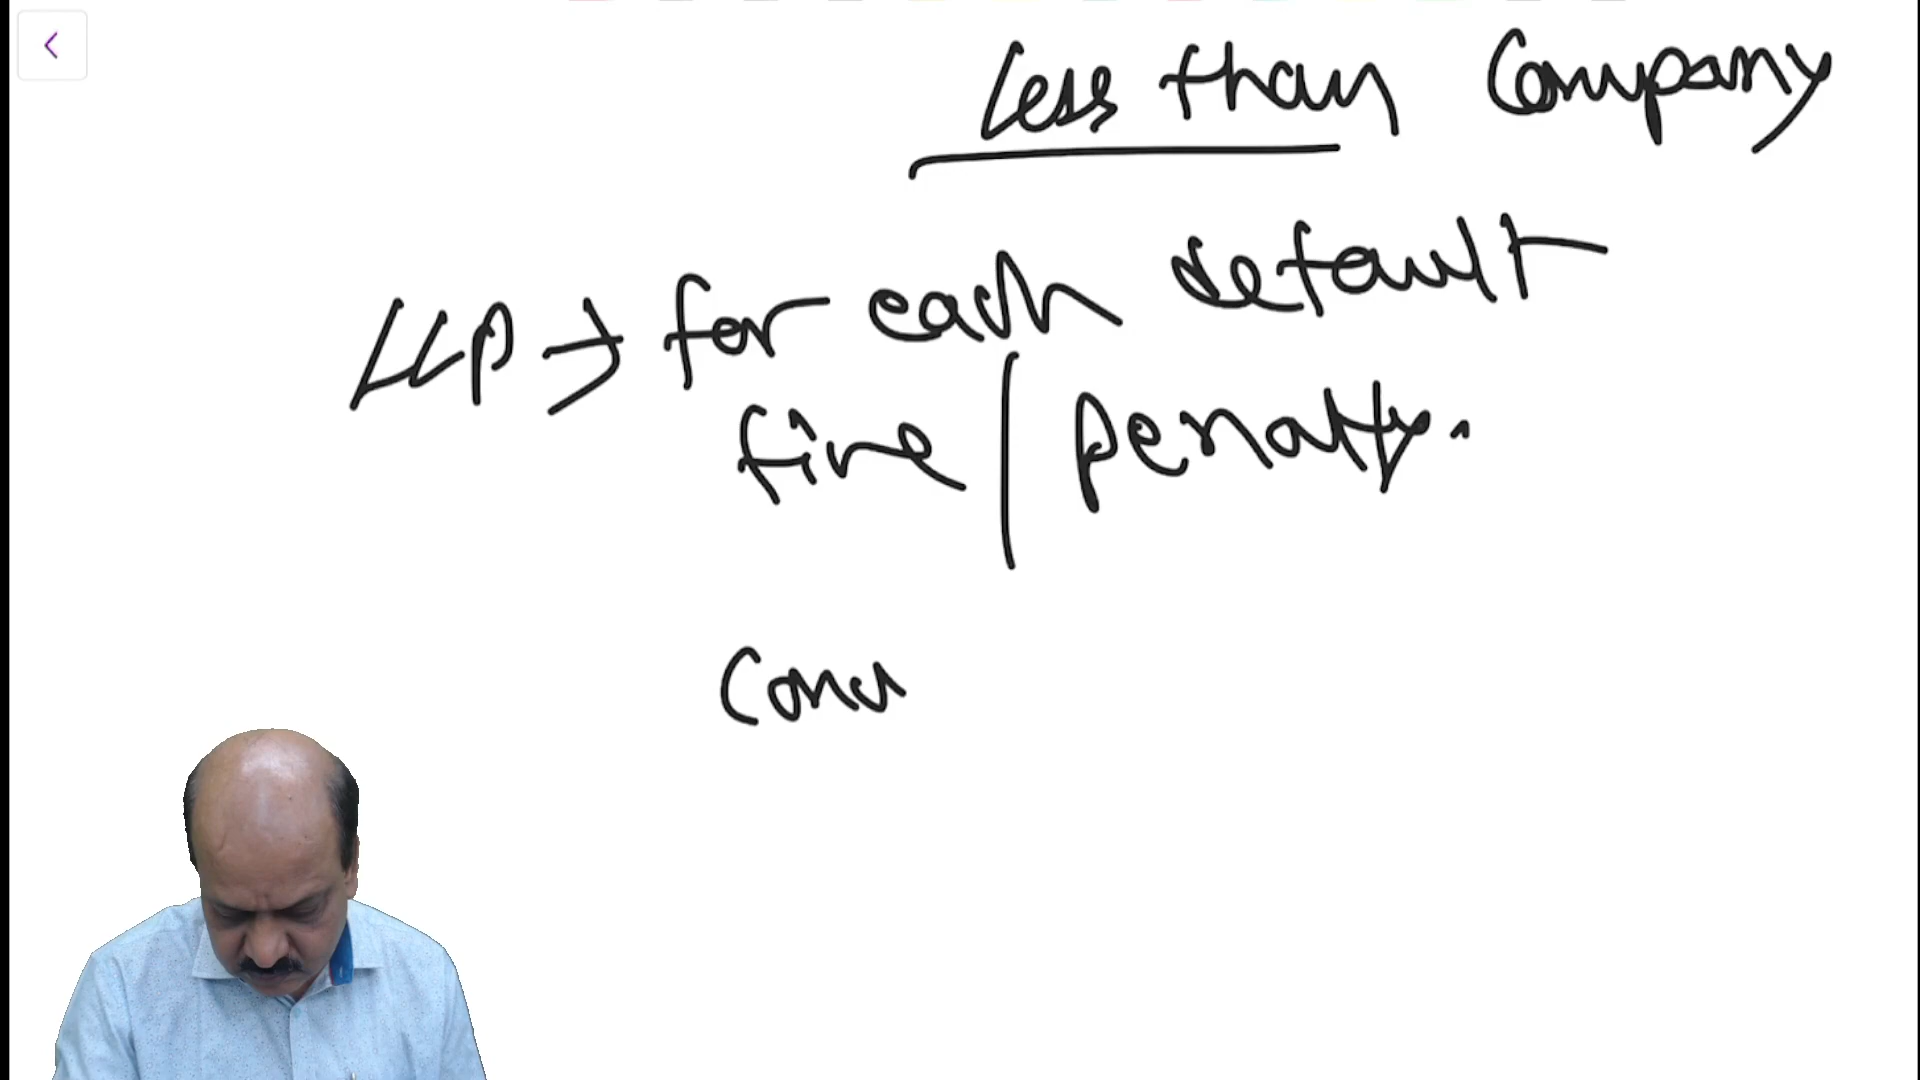 Less than Company
LLP → for each default
fine / penalty.